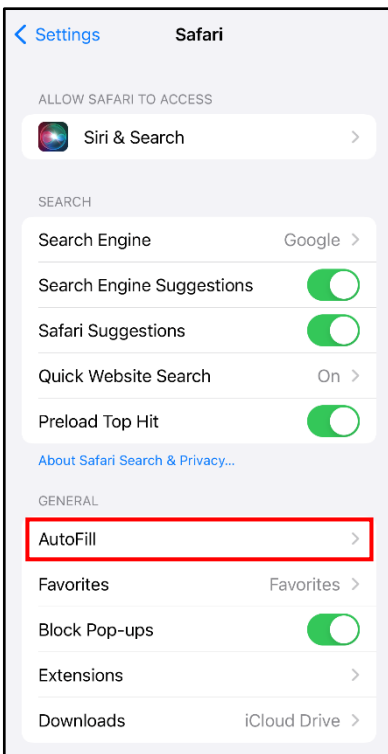 Settings
Safari
ALLOW SAFARI TO ACCESS
Siri & Search
SEARCH
Search Engine Google
Search Engine Suggestions
Safari Suggestions
Quick Website Search On
Preload Top Hit
About Safari Search & Privacy...
GENERAL
AutoFill
Favorites Favorites
Block Pop-ups
Extensions
Downloads iCloud Drive